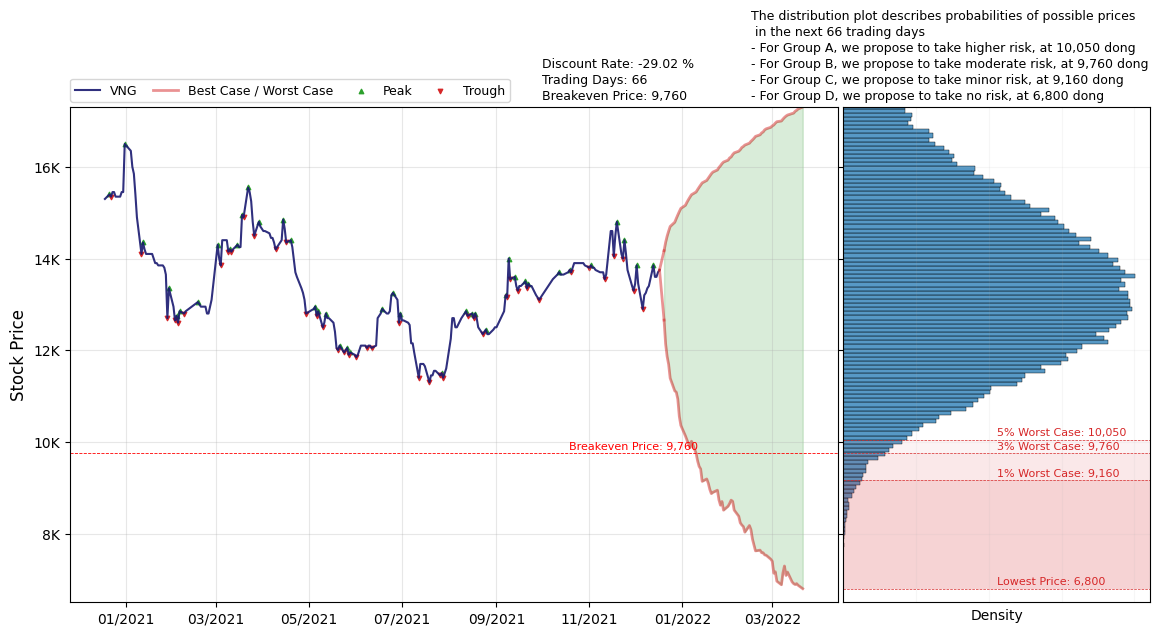 The distribution plot describes probabilities of possible prices
in the next 66 trading days
- For Group A, we propose to take higher risk, at 10,050 dong
- For Group B, we propose to take moderate risk, at 9,760 dong
- For Group C, we propose to take minor risk, at 9,160 dong
- For Group D, we propose to take no risk, at 6,800 dong
Discount Rate: -29.02 %
Trading Days: 66
Breakeven Price: 9,760
VNG
Best Case / Worst Case
Peak
Trough
Stock Price
16K
14K
12K
10K
8K
Breakeven Price: 9,760
5% Worst Case: 10,050
3% Worst Case: 9,760
1% Worst Case: 9,160
Lowest Price: 6,800
01/2021
03/2021
05/2021
07/2021
09/2021
11/2021
01/2022
03/2022
Density